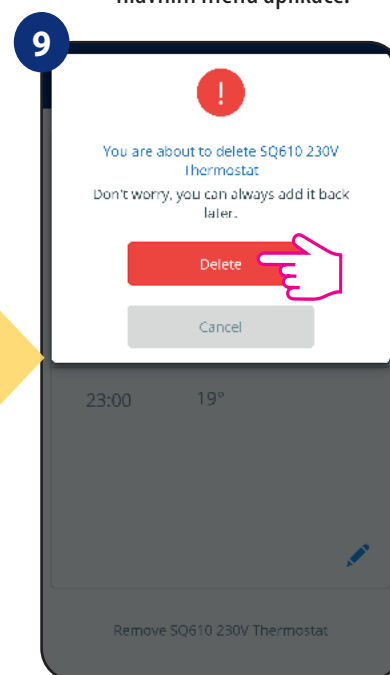 hlavním menu aplikace.
9
!
You are about to delete SQ610 230V
Thermostat
Don't worry, you can always add it back
later.
Delete
Cancel
23:00 19°
Remove SQ610 230V Thermostat